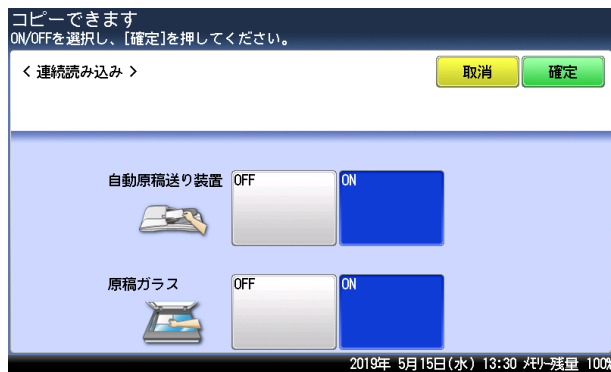 コピーできます
ON/OFFを選択し、[確定]を押してください。
< 連続読み込み >
取消
確定
自動原稿送り装置
OFF
ON
原稿ガラス
OFF
ON
2019年 5月15日(水) 13:30 メモリー残量 100%